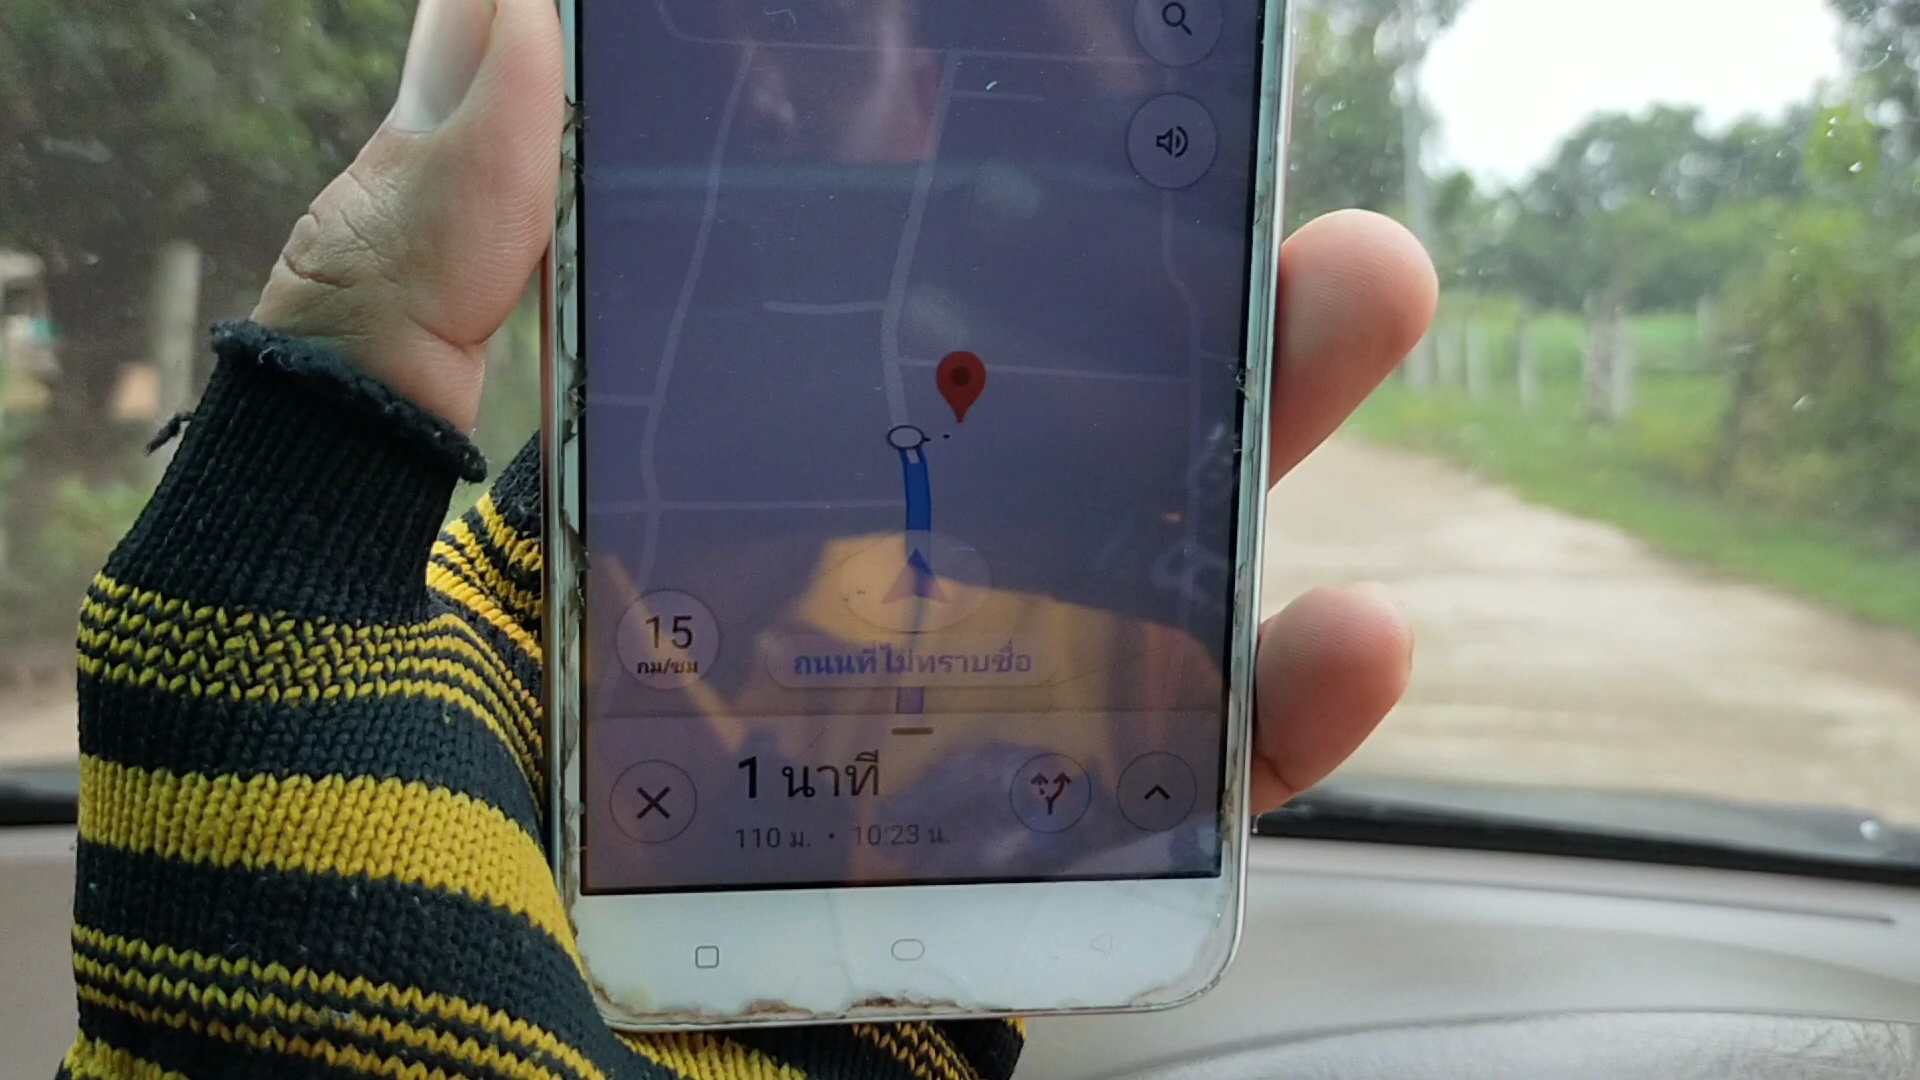 15
กม/ชม
ถนนที่ไม่ทราบชื่อ
1 นาที
110 ม. • 10:23 น.